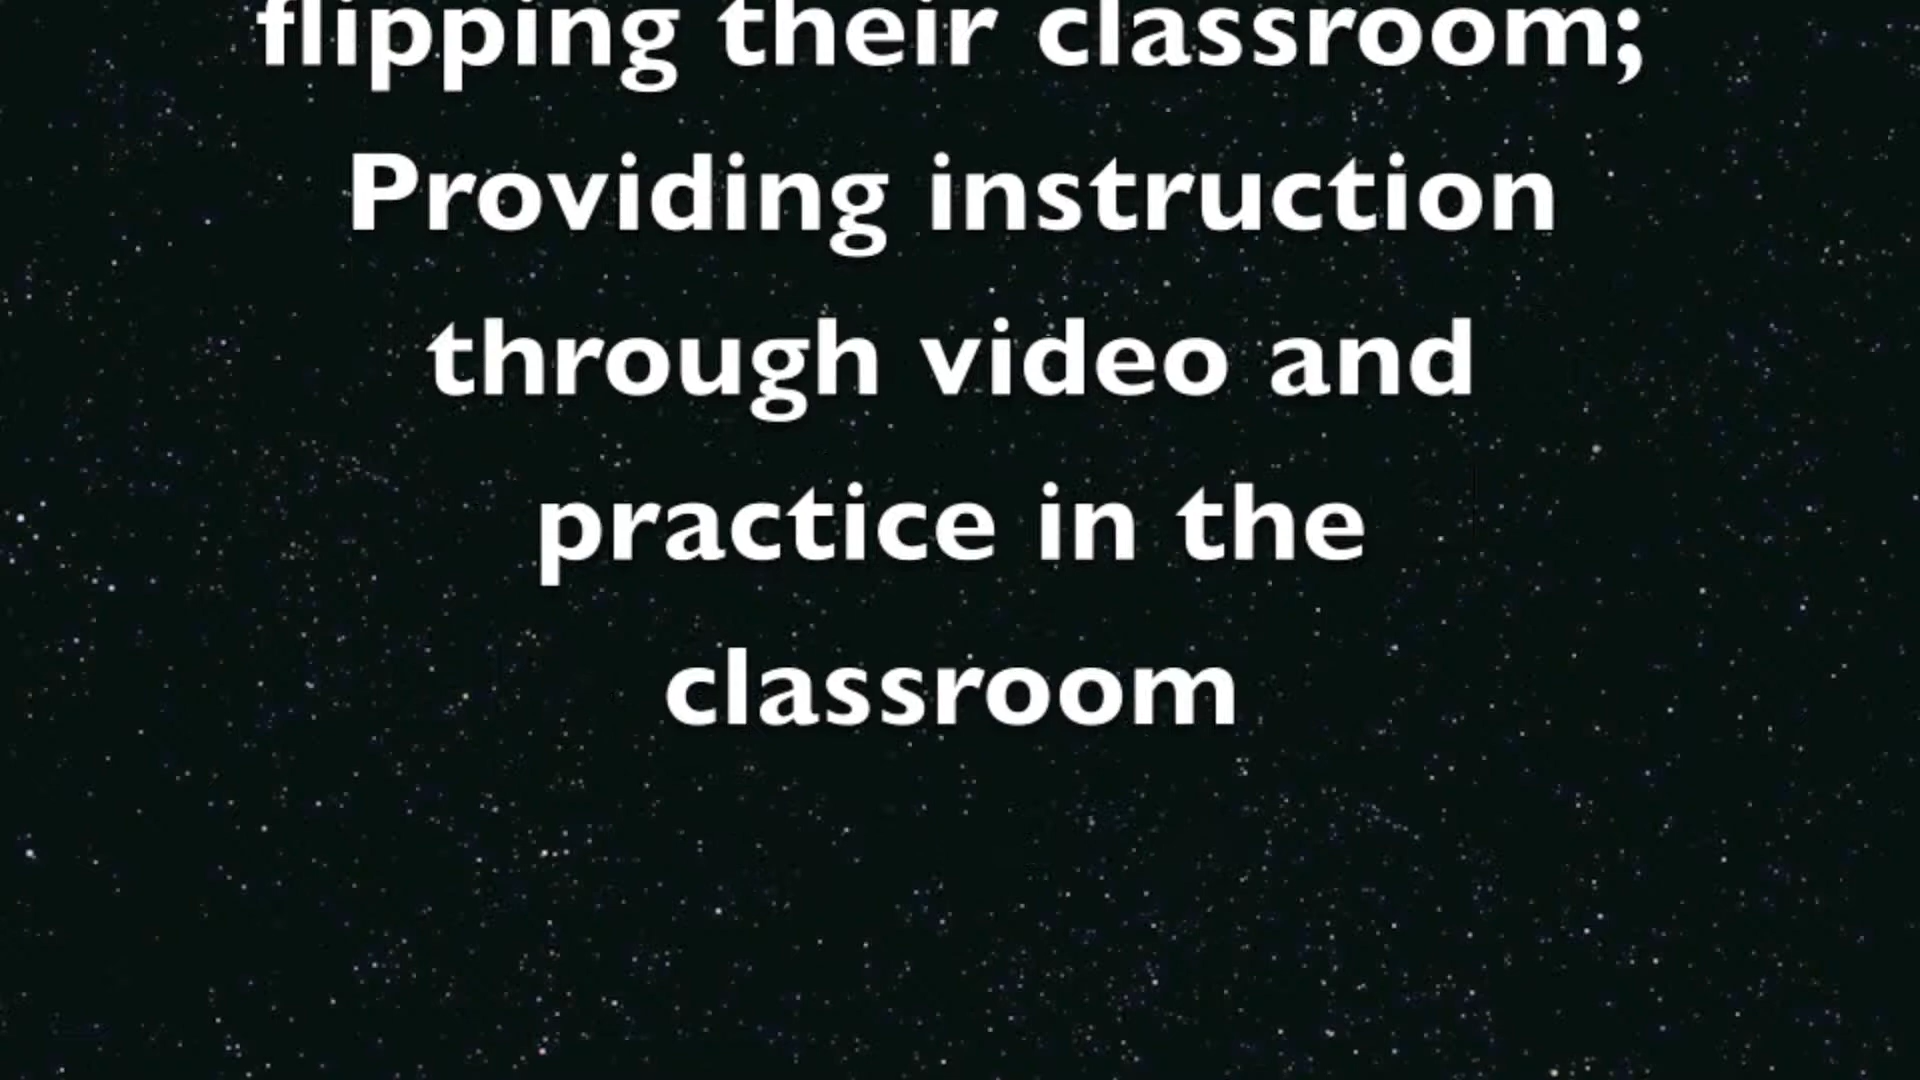 flipping their classroom;
Providing instruction
through video and
practice in the
classroom